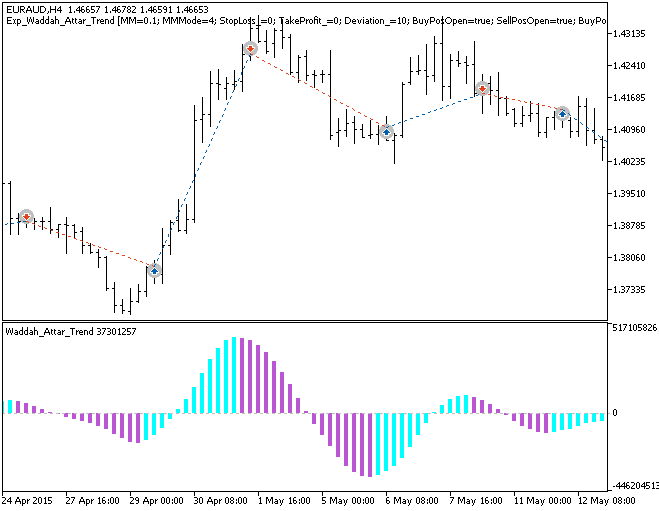 EURAUD,H4 1.46657 1.46782 1.46591 1.46653
Exp_Waddah_Attar_Trend [MM=0.1; MMMode=4; StopLoss_=0; TakeProfit_=0; Deviation_=10; BuyPosOpen=true; SellPosOpen=true; BuyPo
1.43135
1.42410
1.41685
1.40960
1.40235
1.39510
1.38785
1.38060
1.37335
Waddah_Attar_Trend 37301257
517105826
0
-446204513
24 Apr 2015
27 Apr 16:00
29 Apr 00:00
30 Apr 08:00
1 May 16:00
5 May 00:00
6 May 08:00
7 May 16:00
11 May 00:00
12 May 08:00